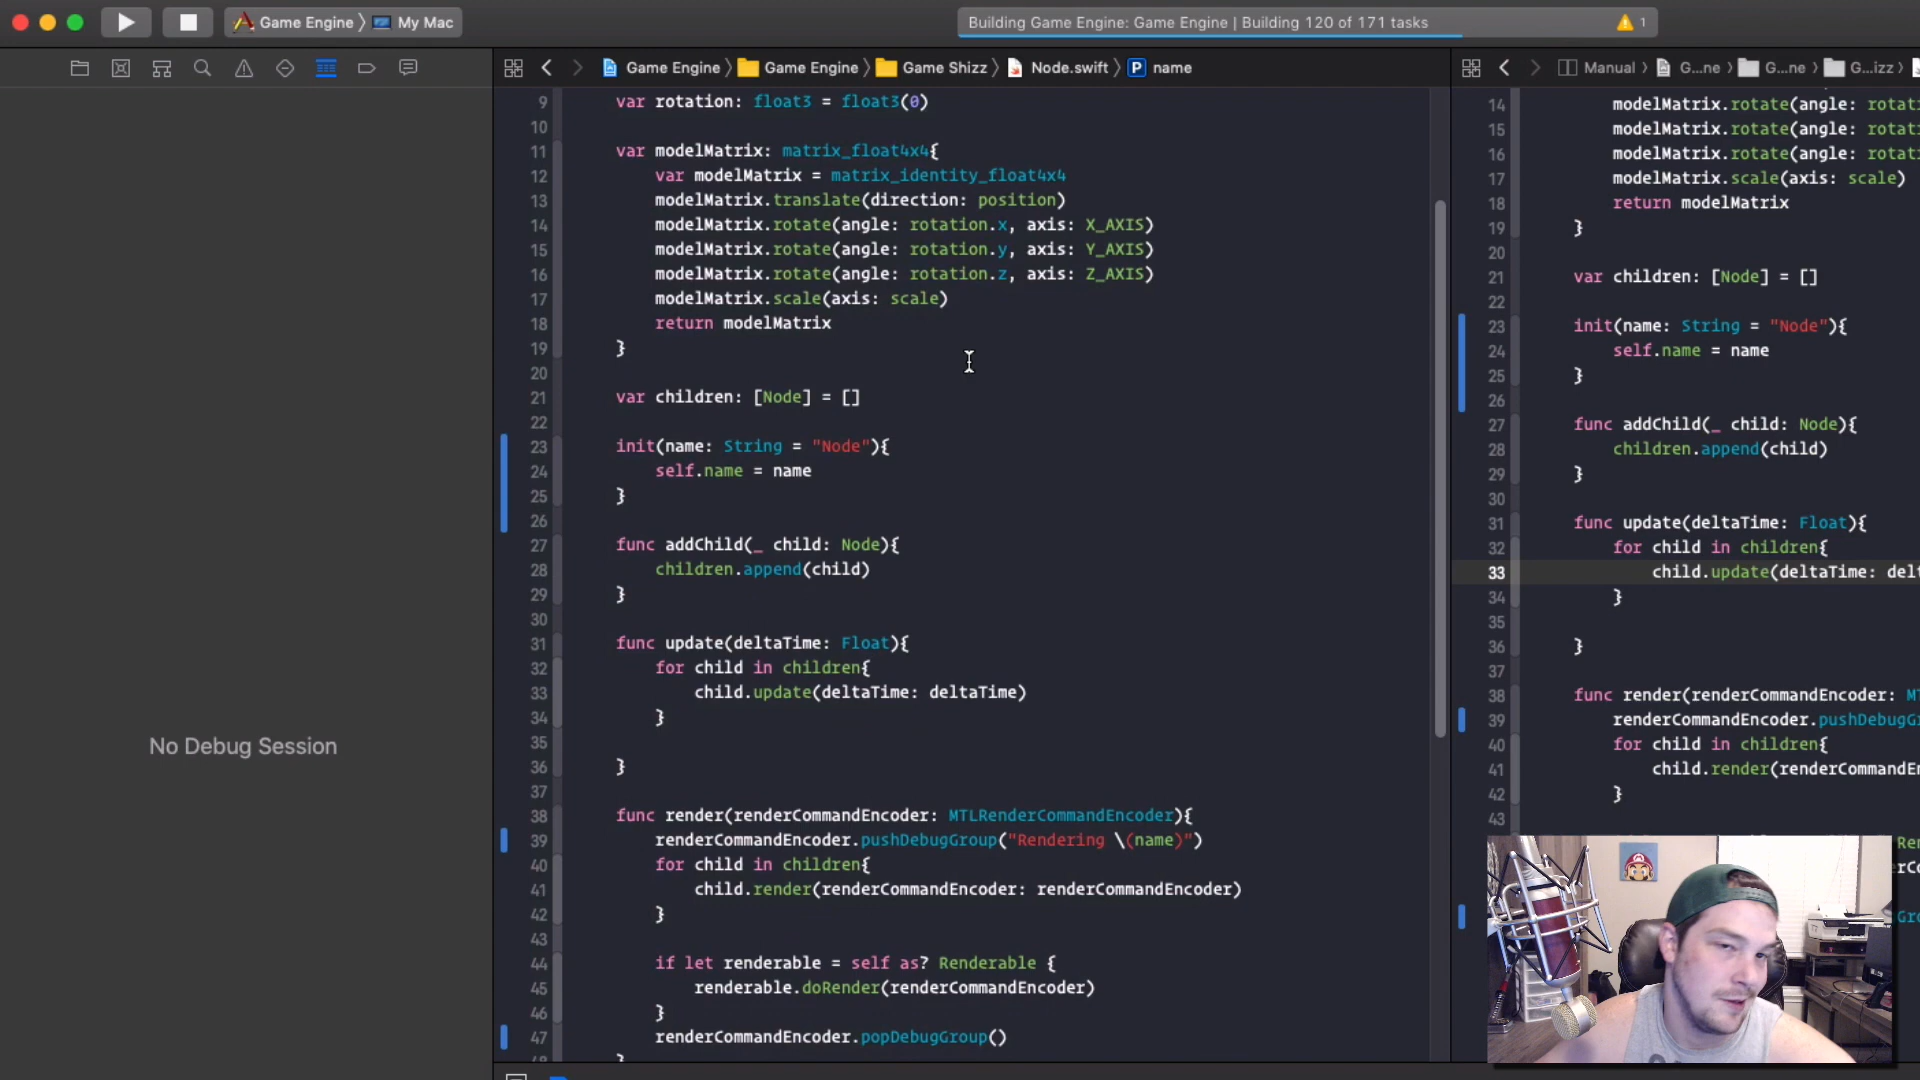 Game Engine 〉 My Mac
Building Game Engine: Game Engine | Building 120 of 171 tasks
1
Game Engine 〉 Game Engine 〉 Game Shizz 〉 Node.swift 〉 P name
Manual 〉 G...ne 〉 G...ne 〉 G...izz 〉
No Debug Session
9 var rotation: float3 = float3(0)
10
11 var modelMatrix: matrix_float4x4{
12 var modelMatrix = matrix_identity_float4x4
13 modelMatrix.translate(direction: position)
14 modelMatrix.rotate(angle: rotation.x, axis: X_AXIS)
15 modelMatrix.rotate(angle: rotation.y, axis: Y_AXIS)
16 modelMatrix.rotate(angle: rotation.z, axis: Z_AXIS)
17 modelMatrix.scale(axis: scale)
18 return modelMatrix
19 }
20
21 var children: [Node] = []
22
23 init(name: String = "Node"){
24 self.name = name
25 }
26
27 func addChild(_ child: Node){
28 children.append(child)
29 }
30
31 func update(deltaTime: Float){
32 for child in children{
33 child.update(deltaTime: deltaTime)
34 }
35
36 }
37
38 func render(renderCommandEncoder: MTLRenderCommandEncoder){
39 renderCommandEncoder.pushDebugGroup("Rendering \(name)")
40 for child in children{
41 child.render(renderCommandEncoder: renderCommandEncoder)
42 }
43
44 if let renderable = self as? Renderable {
45 renderable.doRender(renderCommandEncoder)
46 }
47 renderCommandEncoder.popDebugGroup()
14 modelMatrix.rotate(angle: rotati
15 modelMatrix.rotate(angle: rotati
16 modelMatrix.rotate(angle: rotati
17 modelMatrix.scale(axis: scale)
18 return modelMatrix
19 }
20
21 var children: [Node] = []
22
23 init(name: String = "Node"){
24 self.name = name
25 }
26
27 func addChild(_ child: Node){
28 children.append(child)
29 }
30
31 func update(deltaTime: Float){
32 for child in children{
33 child.update(deltaTime: delt
34 }
35
36 }
37
38 func render(renderCommandEncoder: MT
39 renderCommandEncoder.pushDebugG
40 for child in children{
41 child.render(renderCommandE
42 }
43
Ren
rC
Gro